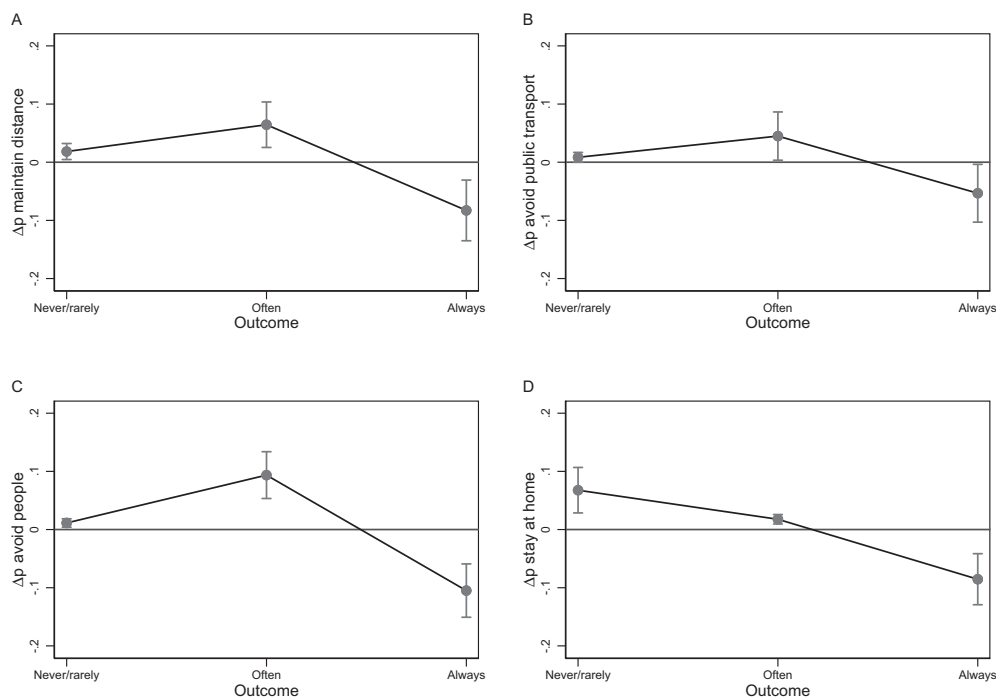 A
Δp maintain distance
.2
.1
0
-.1
-.2
Never/rarely Often Always
Outcome
B
Δp avoid public transport
.2
.1
0
-.1
-.2
Never/rarely Often Always
Outcome
C
Δp avoid people
.2
.1
0
-.1
-.2
Never/rarely Often Always
Outcome
D
Δp stay at home
.2
.1
0
-.1
-.2
Never/rarely Often Always
Outcome